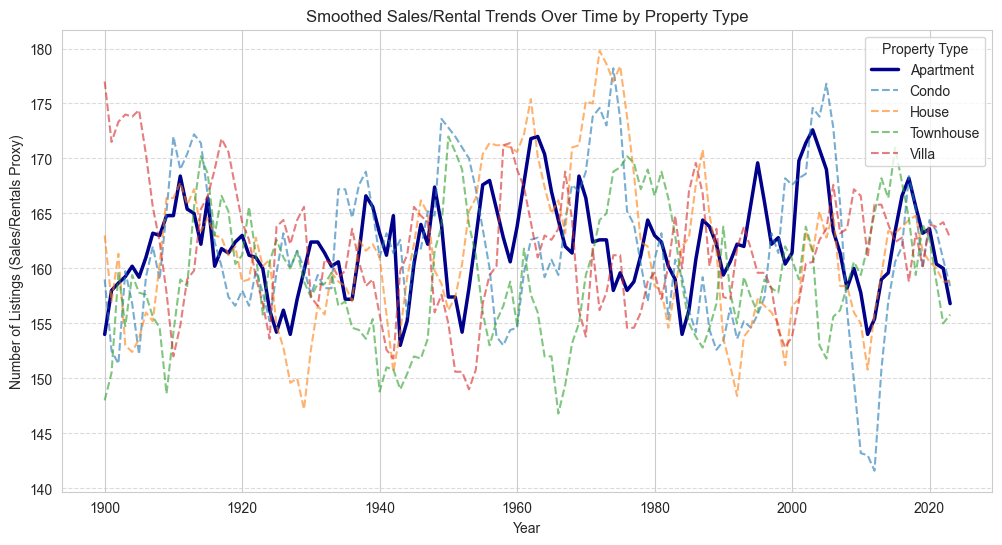 Smoothed Sales/Rental Trends Over Time by Property Type
Number of Listings (Sales/Rentals Proxy)
180
175
170
165
160
155
150
145
140
Property Type
Apartment
Condo
House
Townhouse
Villa
1900
1920
1940
1960
1980
2000
2020
Year